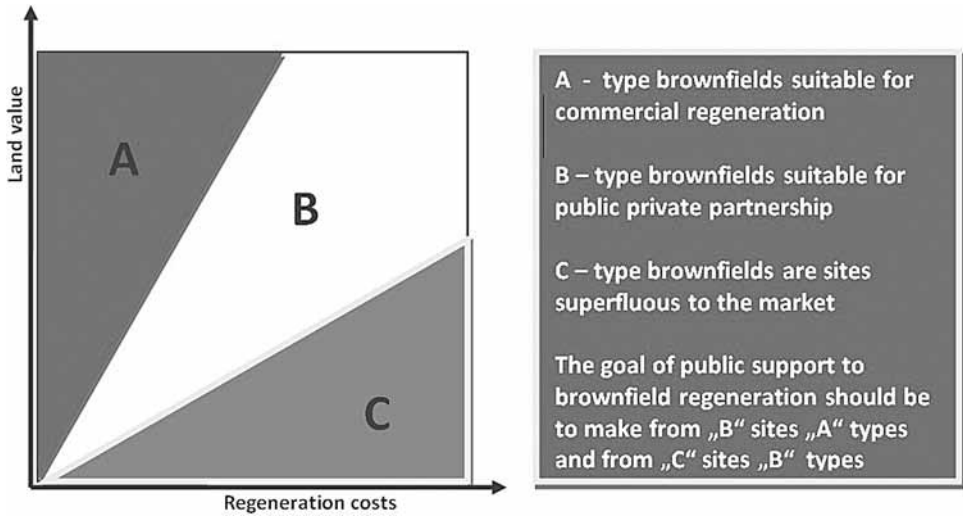 Land value
A
B
C
Regeneration costs
A - type brownfields suitable for
commercial regeneration
B – type brownfields suitable for
public private partnership
C – type brownfields are sites
superfluous to the market
The goal of public support to
brownfield regeneration should be
to make from „B“ sites „A“ types
and from „C“ sites „B“ types